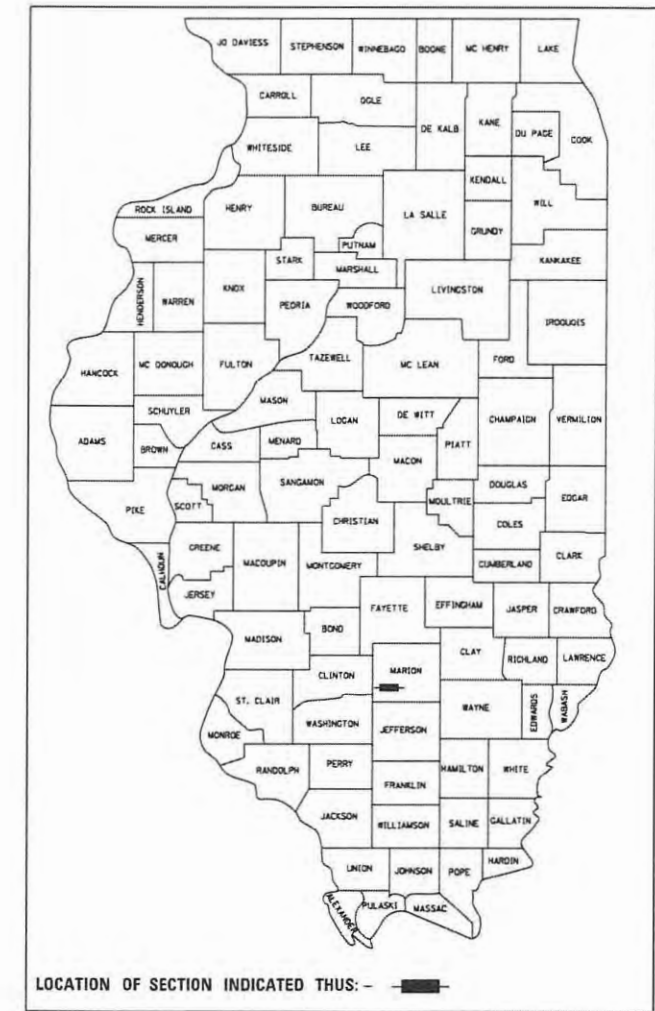 JO DAVIESS STEPHENSON WINNEBAGO BOONE MC HENRY LAKE
CARROLL OGLE DE KALB KANE DU PAGE COOK
WHITESIDE LEE
KENDALL
ROCK ISLAND HENRY BUREAU LA SALLE WILL
MERCER PUTNAM GRUNDY
STARK MARSHALL KANKAKEE
HENDERSON WARREN KNOX PEORIA WOODFORD LIVINGSTON IROQUOIS
HANCOCK MC DONOUGH FULTON TAZEWELL MC LEAN FORD
MASON
SCHUYLER LOGAN DE WITT CHAMPAIGN VERMILION
ADAMS BROWN CASS MENARD PIATT
MACON
PIKE SCOTT MORGAN SANGAMON CHRISTIAN MOULTRIE DOUGLAS EDGAR
COLES
CALHOUN GREENE MACOUPIN MONTGOMERY SHELBY CUMBERLAND CLARK
JERSEY FAYETTE EFFINGHAM JASPER CRAWFORD
MADISON BOND CLAY
CLINTON MARION RICHLAND LAWRENCE
ST. CLAIR WAYNE EDWARDS WABASH
MONROE WASHINGTON JEFFERSON
RANDOLPH PERRY FRANKLIN HAMILTON WHITE
JACKSON WILLIAMSON SALINE GALLATIN
UNION JOHNSON POPE HARDIN
ALEXANDER PULASKI MASSAC
LOCATION OF SECTION INDICATED THUS: -